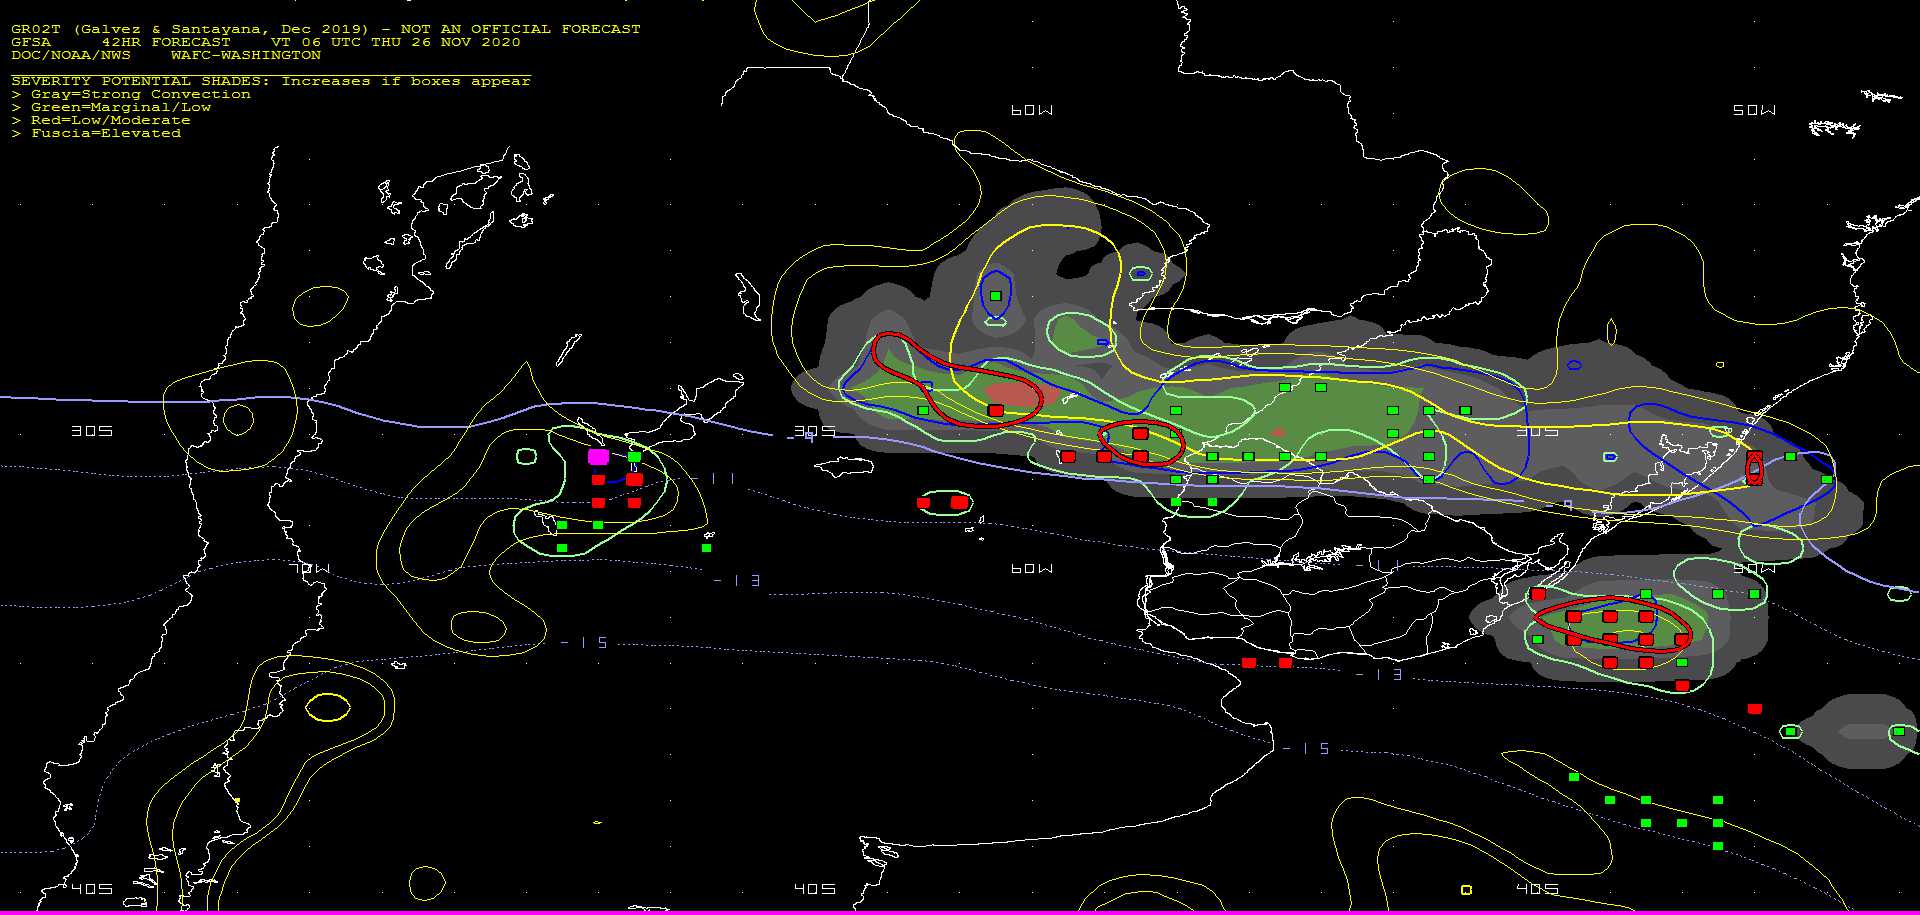 GR02T (Galvez & Santayana, Dec 2019) - NOT AN OFFICIAL FORECAST
GFSA 42HR FORECAST VT 06 UTC THU 26 NOV 2020
DOC/NOAA/NWS WAFC-WASHINGTON
SEVERITY POTENTIAL SHADES: Increases if boxes appear
> Gray=Strong Convection
> Green=Marginal/Low
> Red=Low/Moderate
> Fuscia=Elevated
60W
50W
30S
30S
30S
-11
-9
-11
70W
60W
50W
-13
-15
-13
-15
40S
40S
40S